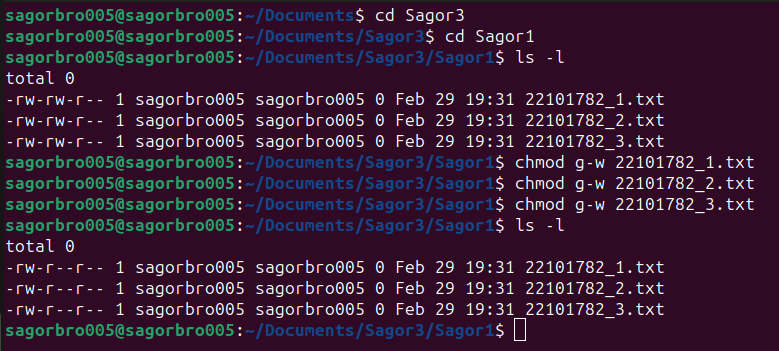 sagorbro005@sagorbro005:~/Documents$ cd Sagor3
sagorbro005@sagorbro005:~/Documents/Sagor3$ cd Sagor1
sagorbro005@sagorbro005:~/Documents/Sagor3/Sagor1$ ls -l
total 0
-rw-rw-r-- 1 sagorbro005 sagorbro005 0 Feb 29 19:31 22101782_1.txt
-rw-rw-r-- 1 sagorbro005 sagorbro005 0 Feb 29 19:31 22101782_2.txt
-rw-rw-r-- 1 sagorbro005 sagorbro005 0 Feb 29 19:31 22101782_3.txt
sagorbro005@sagorbro005:~/Documents/Sagor3/Sagor1$ chmod g-w 22101782_1.txt
sagorbro005@sagorbro005:~/Documents/Sagor3/Sagor1$ chmod g-w 22101782_2.txt
sagorbro005@sagorbro005:~/Documents/Sagor3/Sagor1$ chmod g-w 22101782_3.txt
sagorbro005@sagorbro005:~/Documents/Sagor3/Sagor1$ ls -l
total 0
-rw-r--r-- 1 sagorbro005 sagorbro005 0 Feb 29 19:31 22101782_1.txt
-rw-r--r-- 1 sagorbro005 sagorbro005 0 Feb 29 19:31 22101782_2.txt
-rw-r--r-- 1 sagorbro005 sagorbro005 0 Feb 29 19:31 22101782_3.txt
sagorbro005@sagorbro005:~/Documents/Sagor3/Sagor1$